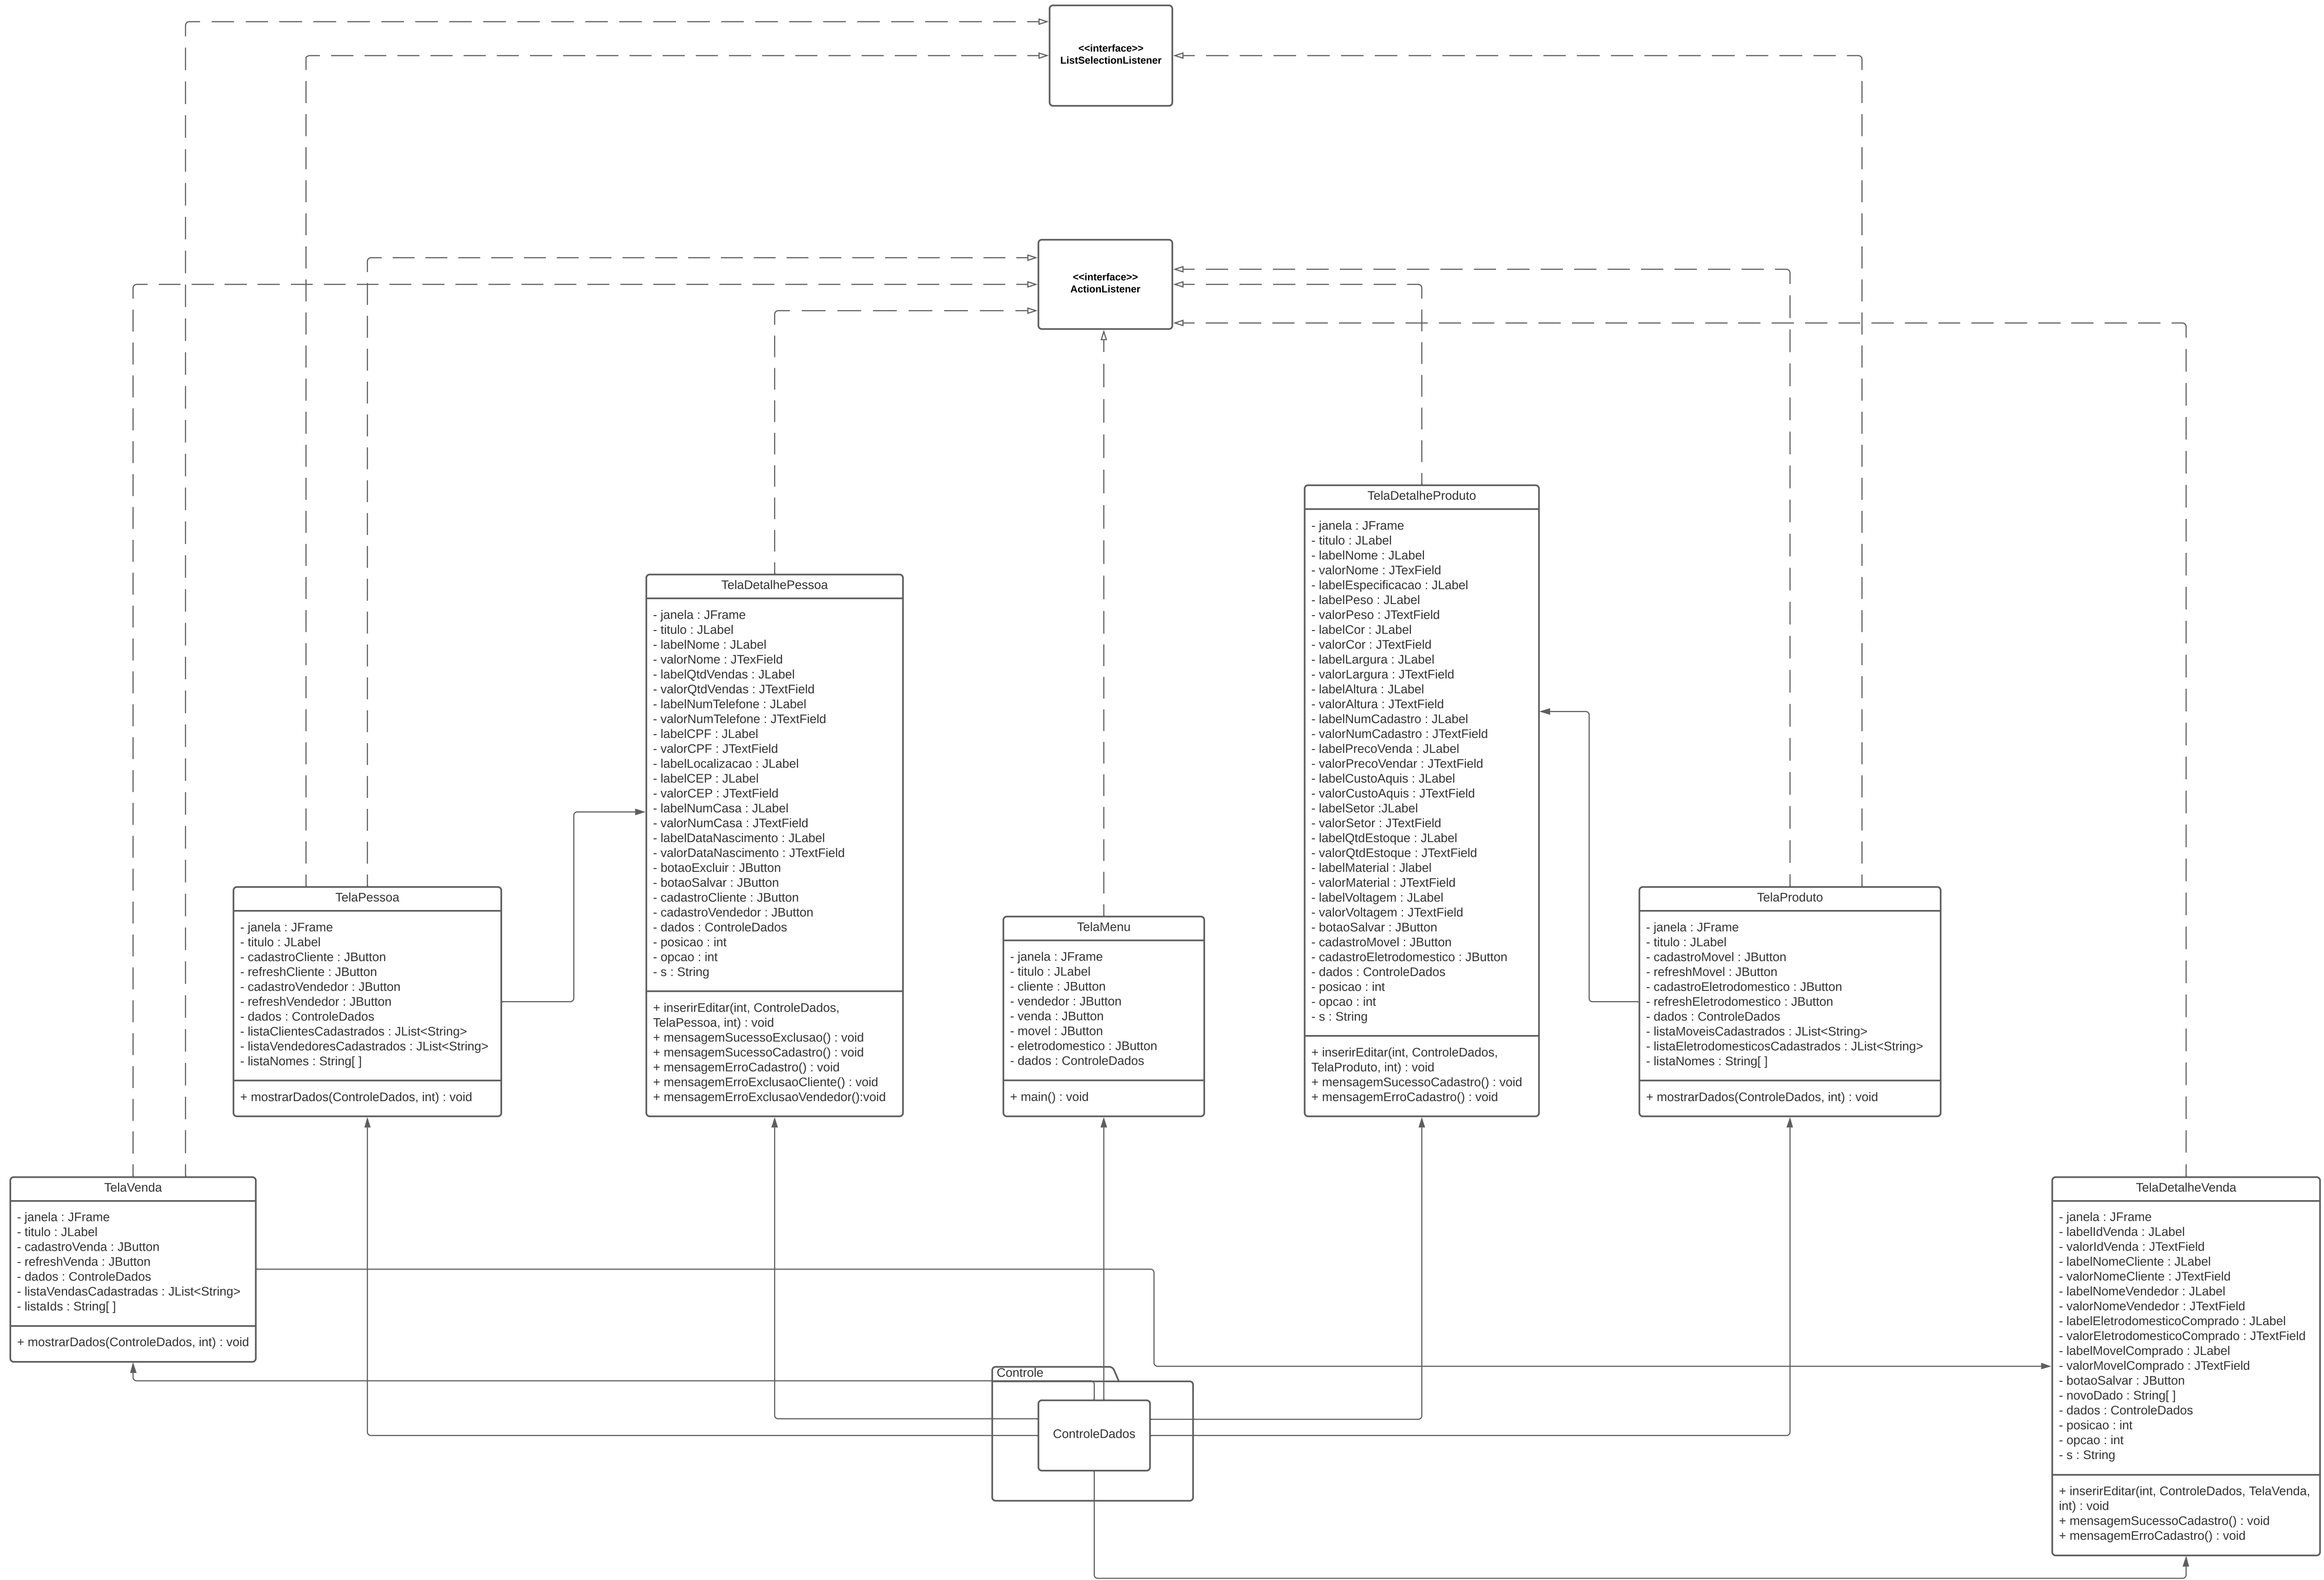 <<interface>>
ListSelectionListener
<<interface>>
ActionListener
TelaDetalheProduto
- janela : JFrame
- titulo : JLabel
- labelNome : JLabel
- valorNome : JTexField
- labelEspecificacao : JLabel
- labelPeso : JLabel
- valorPeso : JTextField
- labelCor : JLabel
- valorCor : JTextField
- labelLargura : JLabel
- valorLargura : JTextField
- labelAltura : JLabel
- valorAltura : JTextField
- labelNumCadastro : JLabel
- valorNumCadastro : JTextField
- labelPrecoVenda : JLabel
- valorPrecoVendar : JTextField
- labelCustoAquis : JLabel
- valorCustoAquis : JTextField
- labelSetor :JLabel
- valorSetor : JTextField
- labelQtdEstoque : JLabel
- valorQtdEstoque : JTextField
- labelMaterial : Jlabel
- valorMaterial : JTextField
- labelVoltagem : JLabel
- valorVoltagem : JTextField
- botaoSalvar : JButton
- cadastroMovel : JButton
- cadastroEletrodomestico : JButton
- dados : ControleDados
- posicao : int
- opcao : int
- s : String
+ inserirEditar(int, ControleDados,
TelaProduto, int) : void
+ mensagemSucessoCadastro() : void
+ mensagemErroCadastro() : void
TelaDetalhePessoa
- janela : JFrame
- titulo : JLabel
- labelNome : JLabel
- valorNome : JTexField
- labelQtdVendas : JLabel
- valorQtdVendas : JTextField
- labelNumTelefone : JLabel
- valorNumTelefone : JTextField
- labelCPF : JLabel
- valorCPF : JTextField
- labelLocalizacao : JLabel
- labelCEP : JLabel
- valorCEP : JTextField
- labelNumCasa : JLabel
- valorNumCasa : JTextField
- labelDataNascimento : JLabel
- valorDataNascimento : JTextField
- botaoExcluir : JButton
- botaoSalvar : JButton
- cadastroCliente : JButton
- cadastroVendedor : JButton
- dados : ControleDados
- posicao : int
- opcao : int
- s : String
+ inserirEditar(int, ControleDados,
TelaPessoa, int) : void
+ mensagemSucessoExclusao() : void
+ mensagemSucessoCadastro() : void
+ mensagemErroCadastro() : void
+ mensagemErroExclusaoCliente() : void
+ mensagemErroExclusaoVendedor():void
TelaPessoa
- janela : JFrame
- titulo : JLabel
- cadastroCliente : JButton
- refreshCliente : JButton
- cadastroVendedor : JButton
- refreshVendedor : JButton
- dados : ControleDados
- listaClientesCadastrados : JList<String>
- listaVendedoresCadastrados : JList<String>
- listaNomes : String[ ]
+ mostrarDados(ControleDados, int) : void
TelaMenu
- janela : JFrame
- titulo : JLabel
- cliente : JButton
- vendedor : JButton
- venda : JButton
- movel : JButton
- eletrodomestico : JButton
- dados : ControleDados
+ main() : void
TelaProduto
- janela : JFrame
- titulo : JLabel
- cadastroMovel : JButton
- refreshMovel : JButton
- cadastroEletrodomestico : JButton
- refreshEletrodomestico : JButton
- dados : ControleDados
- listaMoveisCadastrados : JList<String>
- listaEletrodomesticosCadastrados : JList<String>
- listaNomes : String[ ]
+ mostrarDados(ControleDados, int) : void
TelaVenda
- janela : JFrame
- titulo : JLabel
- cadastroVenda : JButton
- refreshVenda : JButton
- dados : ControleDados
- listaVendasCadastradas : JList<String>
- listaIds : String[ ]
+ mostrarDados(ControleDados, int) : void
TelaDetalheVenda
- janela : JFrame
- labelIdVenda : JLabel
- valorIdVenda : JTextField
- labelNomeCliente : JLabel
- valorNomeCliente : JTextField
- labelNomeVendedor : JLabel
- valorNomeVendedor : JTextField
- labelEletrodomesticoComprado : JLabel
- valorEletrodomesticoComprado : JTextField
- labelMovelComprado : JLabel
- valorMovelComprado : JTextField
- botaoSalvar : JButton
- novoDado : String[ ]
- dados : ControleDados
- posicao : int
- opcao : int
- s : String
+ inserirEditar(int, ControleDados, TelaVenda,
int) : void
+ mensagemSucessoCadastro() : void
+ mensagemErroCadastro() : void
Controle
ControleDados